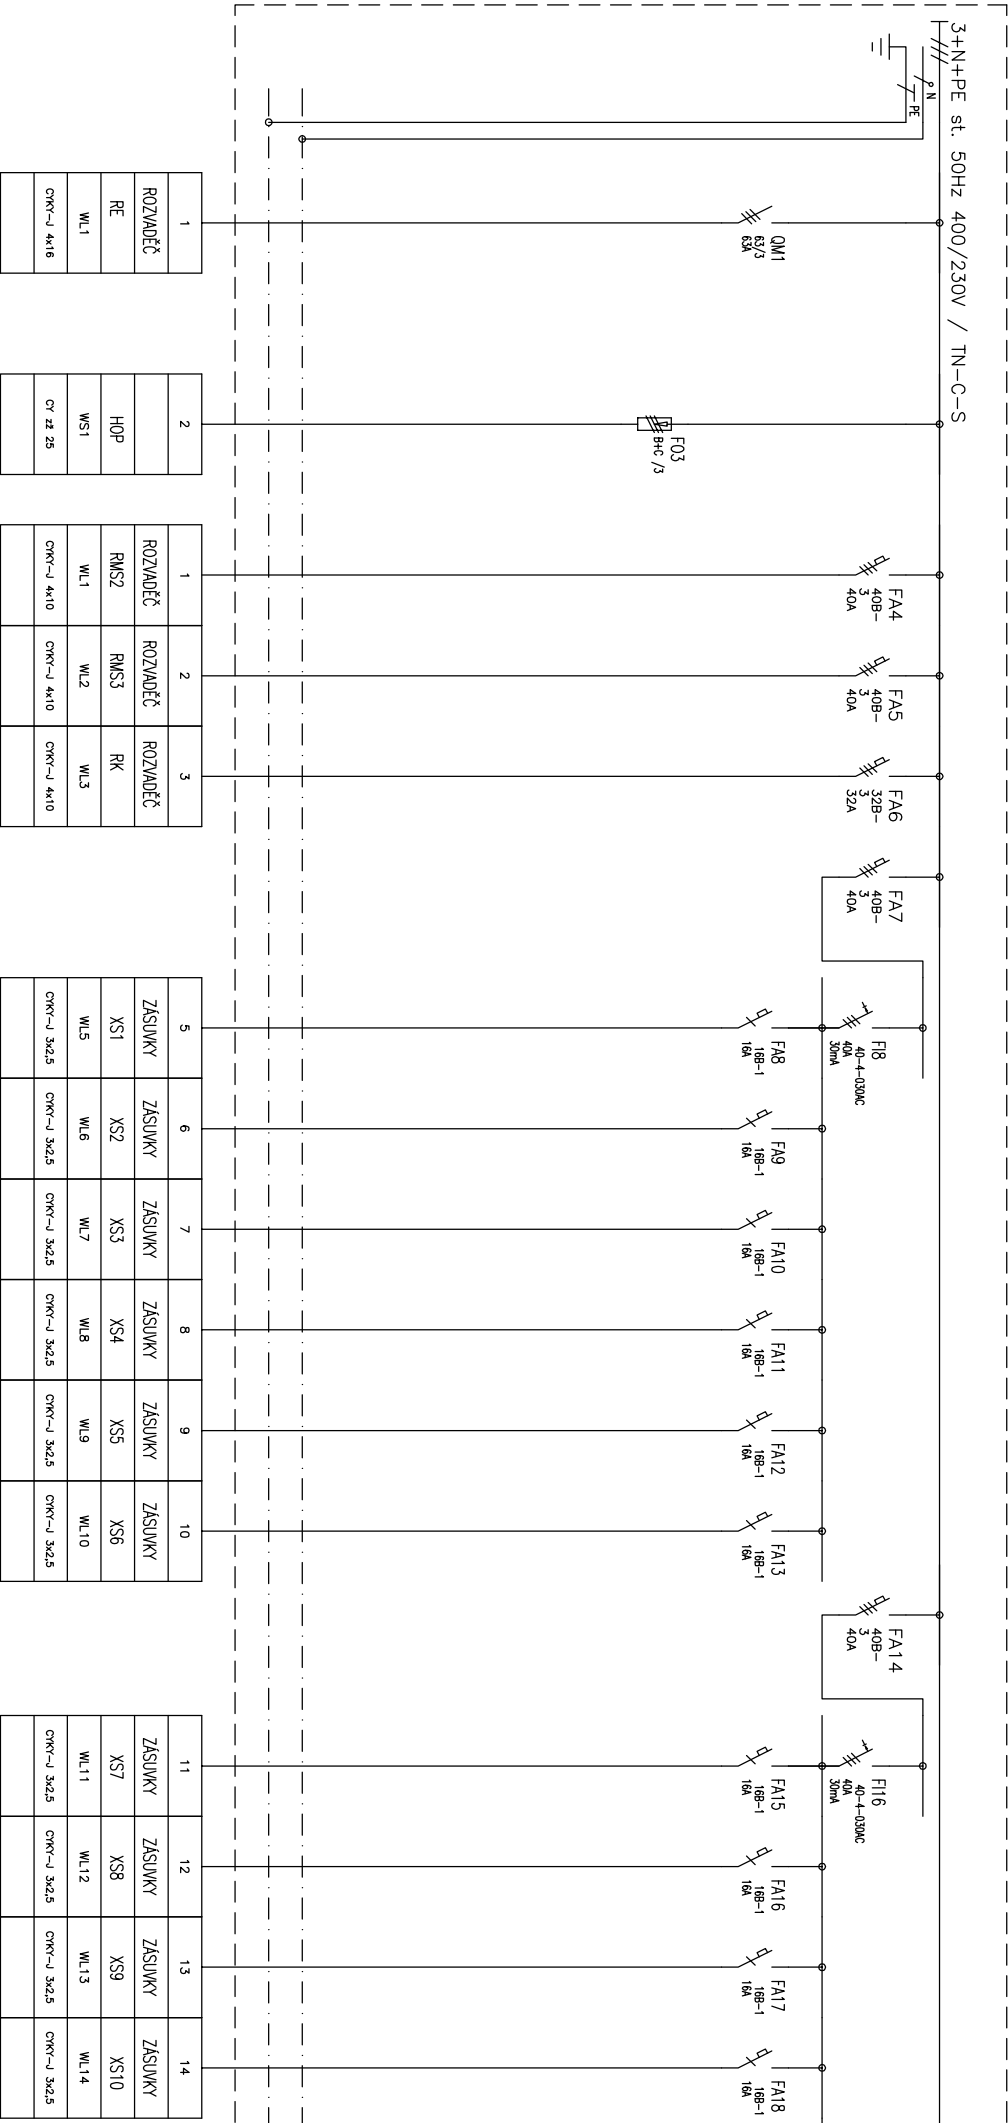 3+N+PE st. 50Hz 400/230V / TN-C-S
N
PE
QM1
63/3
63A
F03
B+C /3
FA4
40B-
3
40A
FA5
40B-
3
40A
FA6
32B-
3
32A
FA7
40B-
3
40A
FI8
40-4-030AC
40A
30mA
FA8
16B-1
16A
FA9
16B-1
16A
FA10
16B-1
16A
FA11
16B-1
16A
FA12
16B-1
16A
FA13
16B-1
16A
FA14
40B-
3
40A
FI16
40-4-030AC
40A
30mA
FA15
16B-1
16A
FA16
16B-1
16A
FA17
16B-1
16A
FA18
16B-1
16A
1
ROZVADĚČ
RE
WL1
CYKY-J 4x16
2
HOP
WS1
CY zž 25
1
ROZVADĚČ
RMS2
WL1
CYKY-J 4x10
2
ROZVADĚČ
RMS3
WL2
CYKY-J 4x10
3
ROZVADĚČ
RK
WL3
CYKY-J 4x10
5
ZÁSUVKY
XS1
WL5
CYKY-J 3x2,5
6
ZÁSUVKY
XS2
WL6
CYKY-J 3x2,5
7
ZÁSUVKY
XS3
WL7
CYKY-J 3x2,5
8
ZÁSUVKY
XS4
WL8
CYKY-J 3x2,5
9
ZÁSUVKY
XS5
WL9
CYKY-J 3x2,5
10
ZÁSUVKY
XS6
WL10
CYKY-J 3x2,5
11
ZÁSUVKY
XS7
WL11
CYKY-J 3x2,5
12
ZÁSUVKY
XS8
WL12
CYKY-J 3x2,5
13
ZÁSUVKY
XS9
WL13
CYKY-J 3x2,5
14
ZÁSUVKY
XS10
WL14
CYKY-J 3x2,5